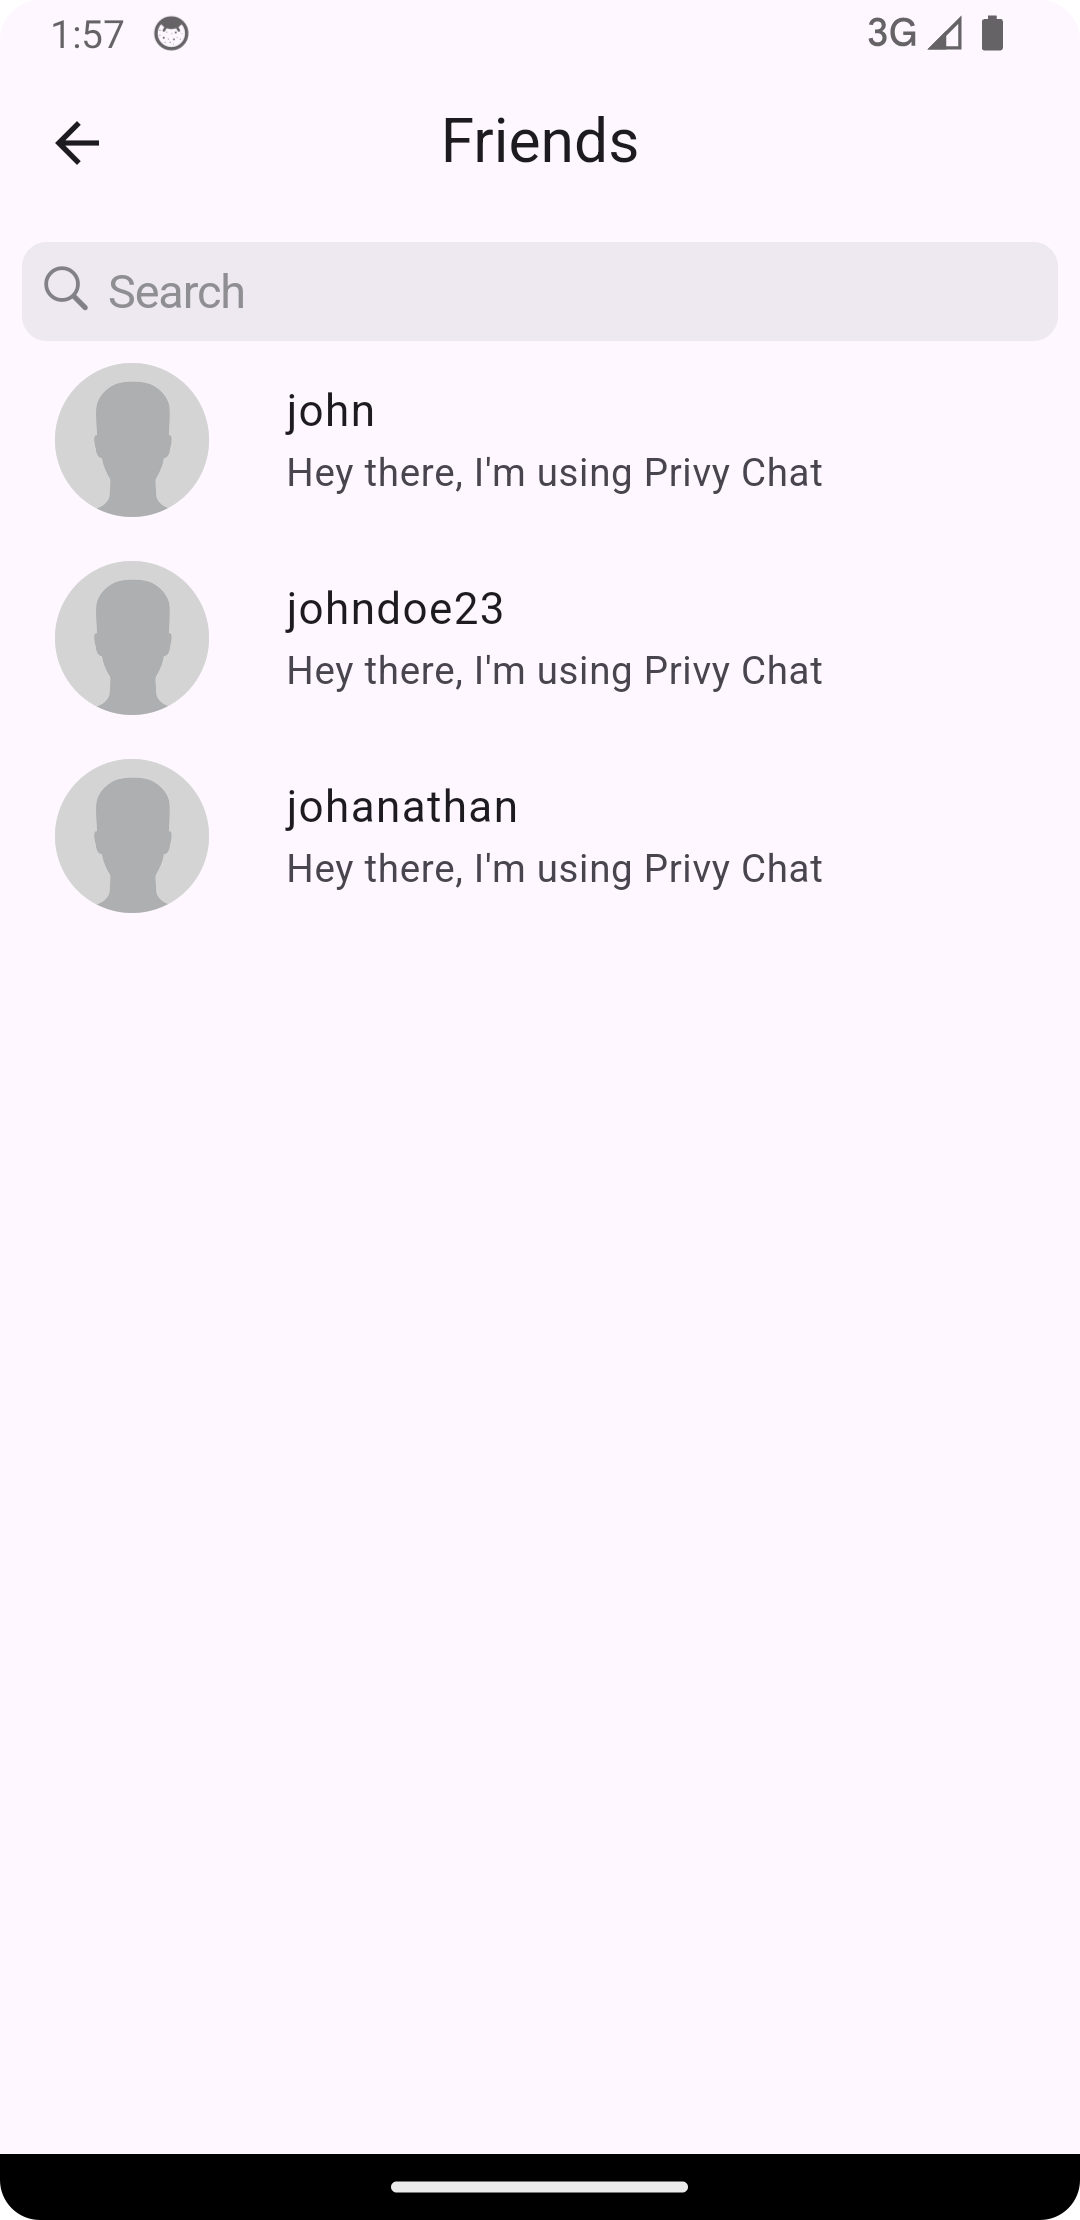 1:57
3G
Friends
Search
john
Hey there, I'm using Privy Chat
johndoe23
Hey there, I'm using Privy Chat
johanathan
Hey there, I'm using Privy Chat